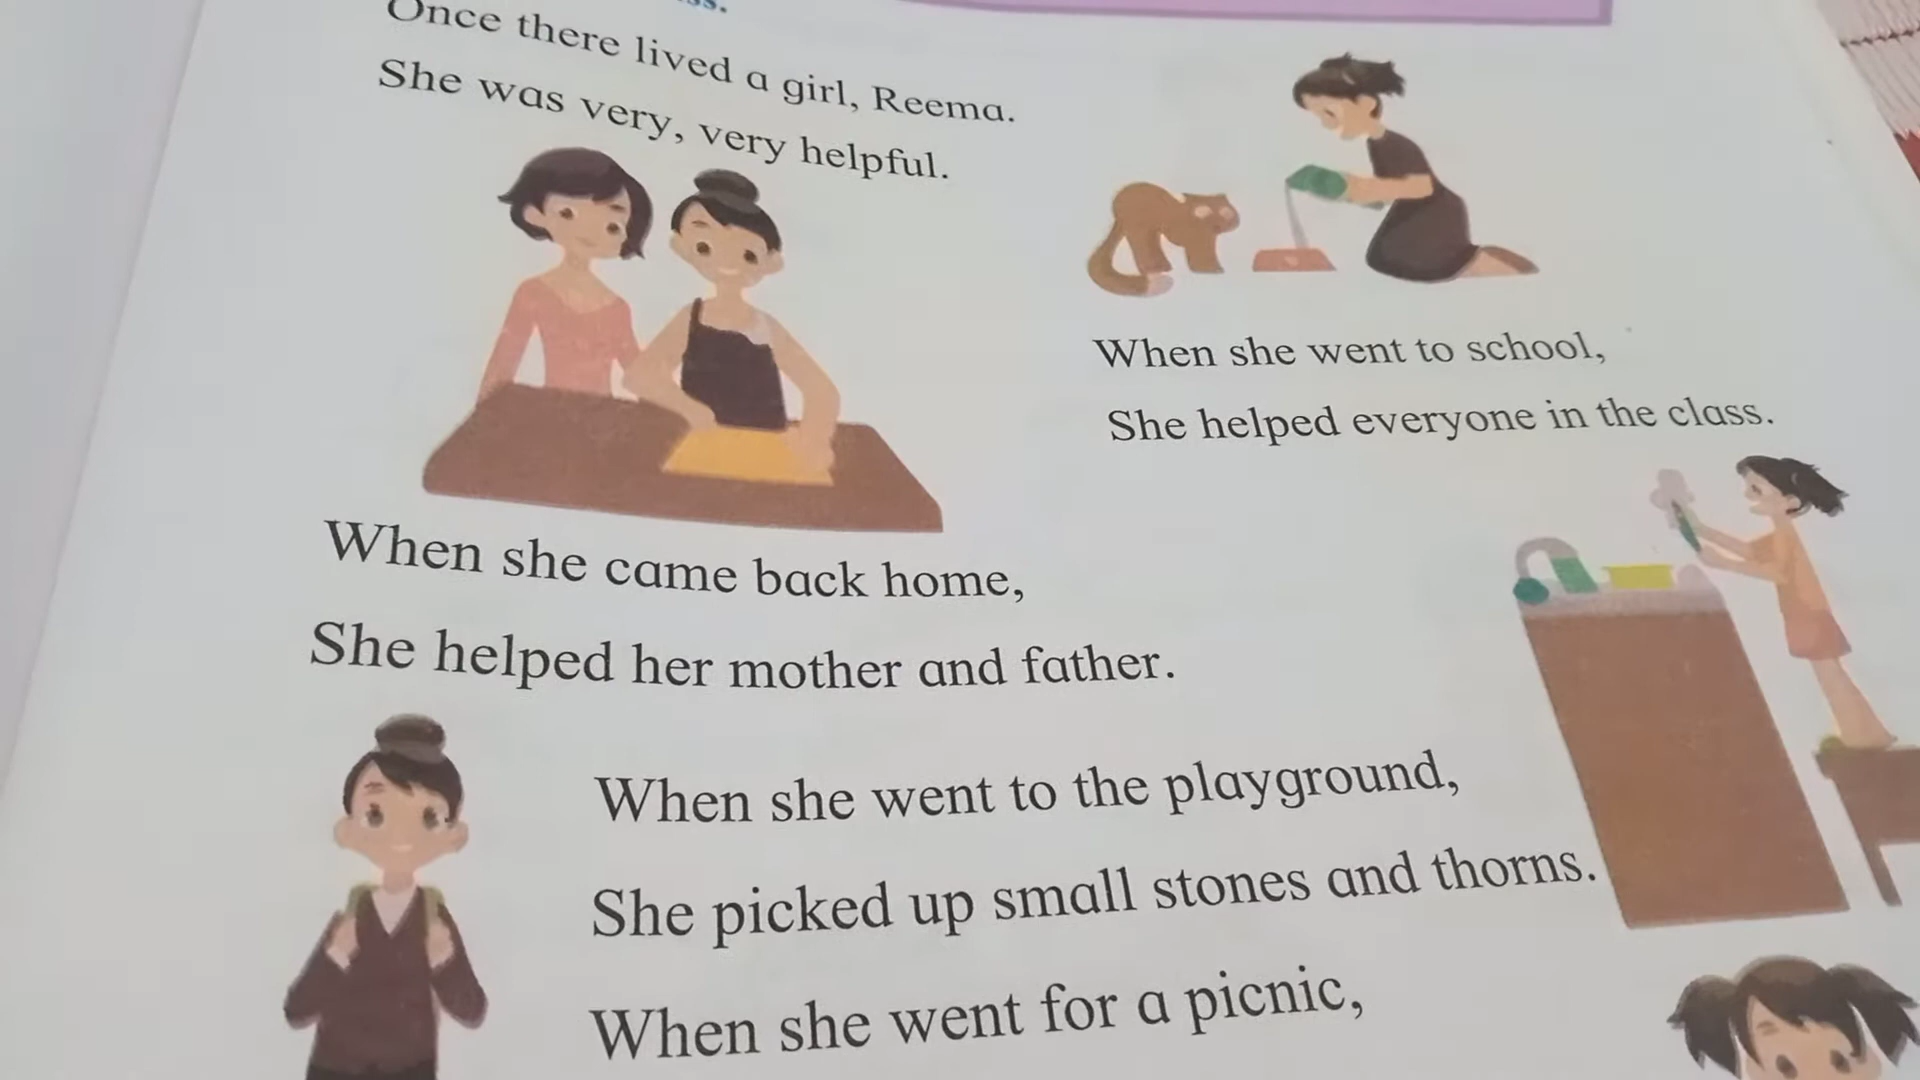 Once there lived a girl, Reema.
She was very, very helpful.
When she went to school,
She helped everyone in the class.
When she came back home,
She helped her mother and father.
When she went to the playground,
She picked up small stones and thorns.
When she went for a picnic,